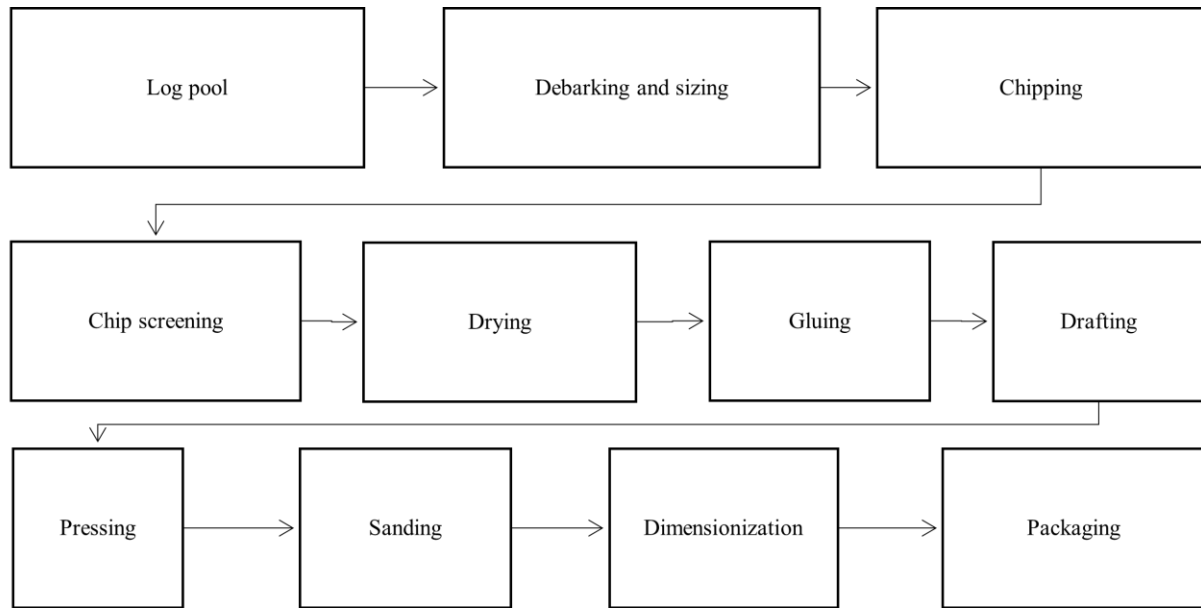 Log pool
Debarking and sizing
Chipping
Chip screening
Drying
Gluing
Drafting
Pressing
Sanding
Dimensionization
Packaging